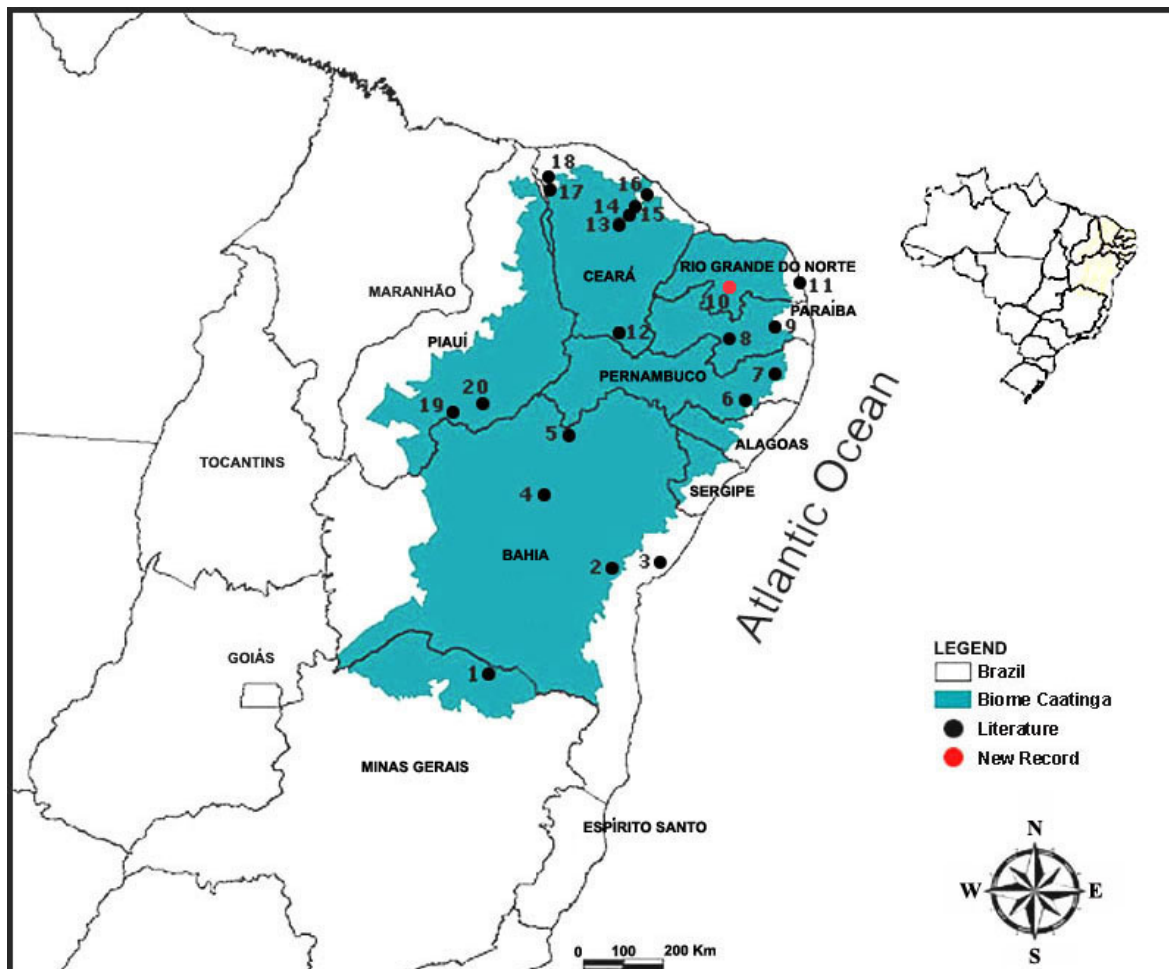 18
17
16
14
15
13
CEARÁ
RIO GRANDE DO NORTE
11
MARANHÃO
10
PARAÍBA
12
9
PIAUÍ
8
PERNAMBUCO
7
20
6
19
5
ALAGOAS
TOCANTINS
SERGIPE
4
BAHIA
3
2
Atlantic Ocean
GOIÁS
1
MINAS GERAIS
ESPÍRITO SANTO
LEGEND
Brazil
Biome Caatinga
Literature
New Record
N
W
E
S
0 100 200 Km